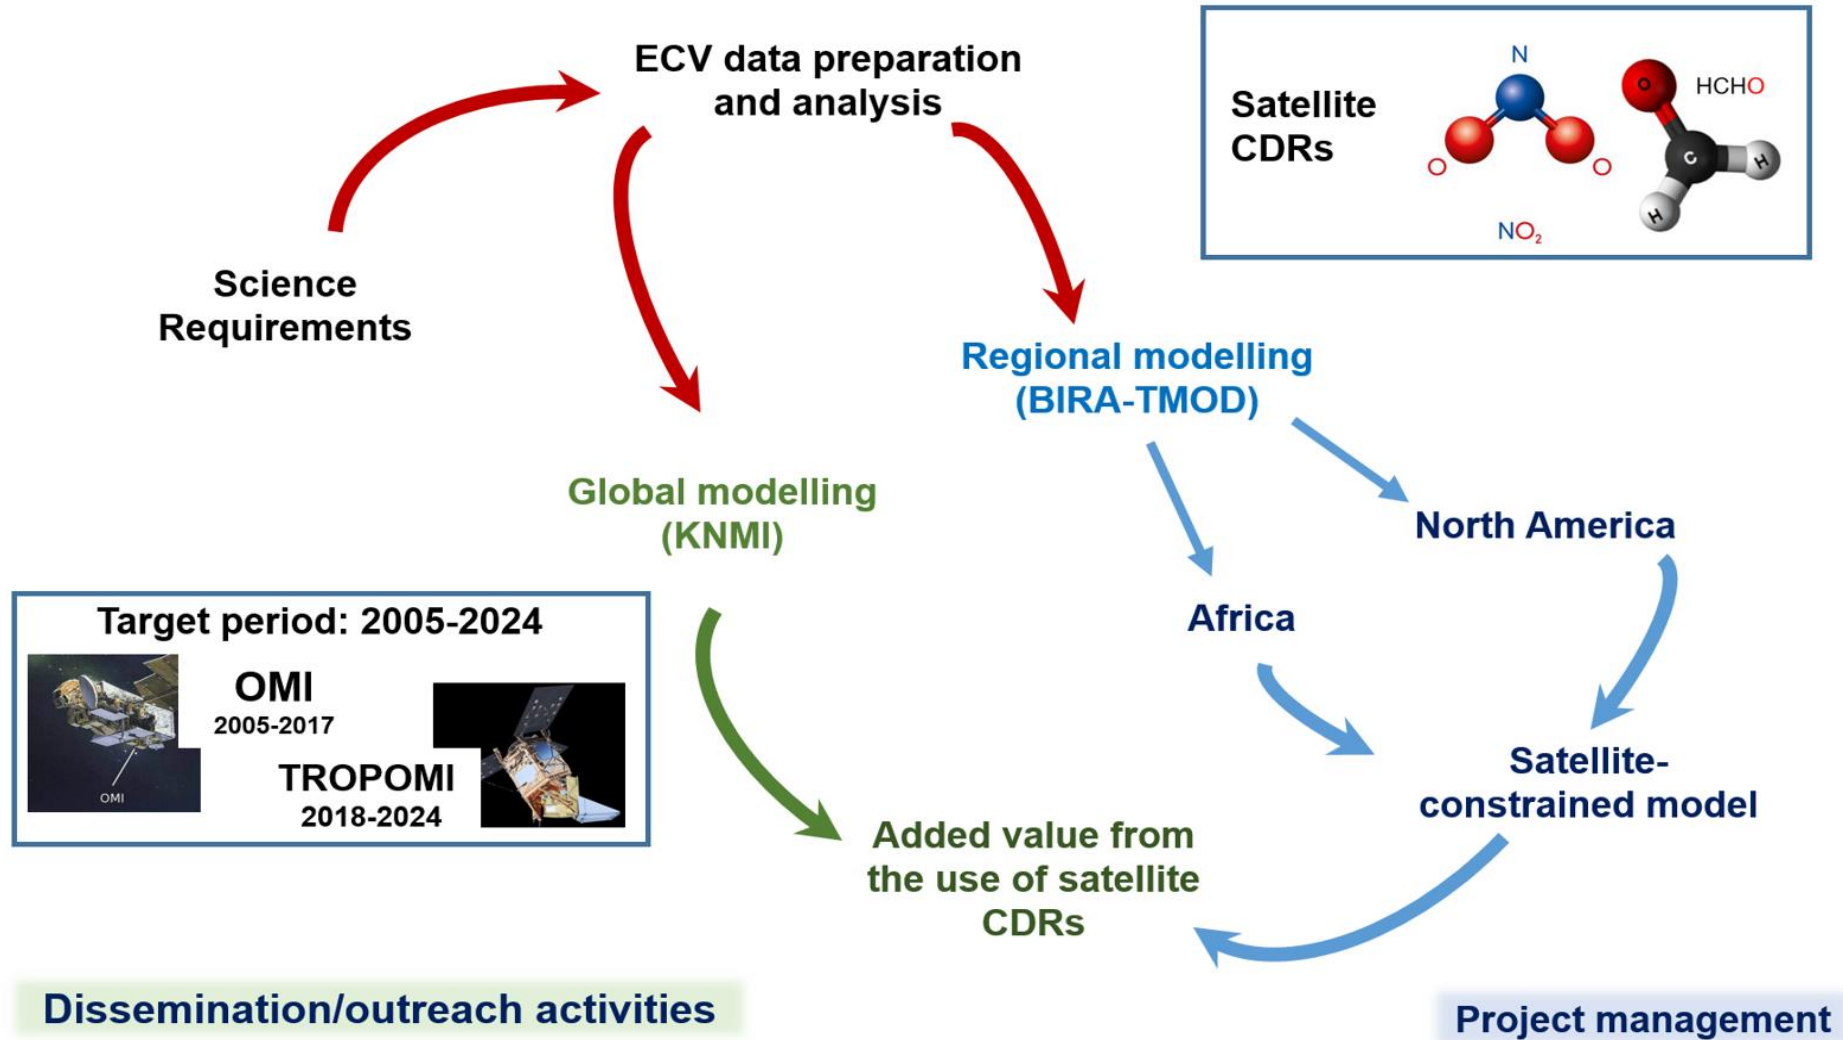 ECV data preparation
and analysis
Satellite
CDRs
N
O
O
NO₂
HCHO
O
C
H
H
Science
Requirements
Regional modelling
(BIRA-TMOD)
Global modelling
(KNMI)
North America
Africa
Target period: 2005-2024
OMI
2005-2017
OMI
TROPOMI
2018-2024
Satellite-
constrained model
Added value from
the use of satellite
CDRs
Dissemination/outreach activities
Project management